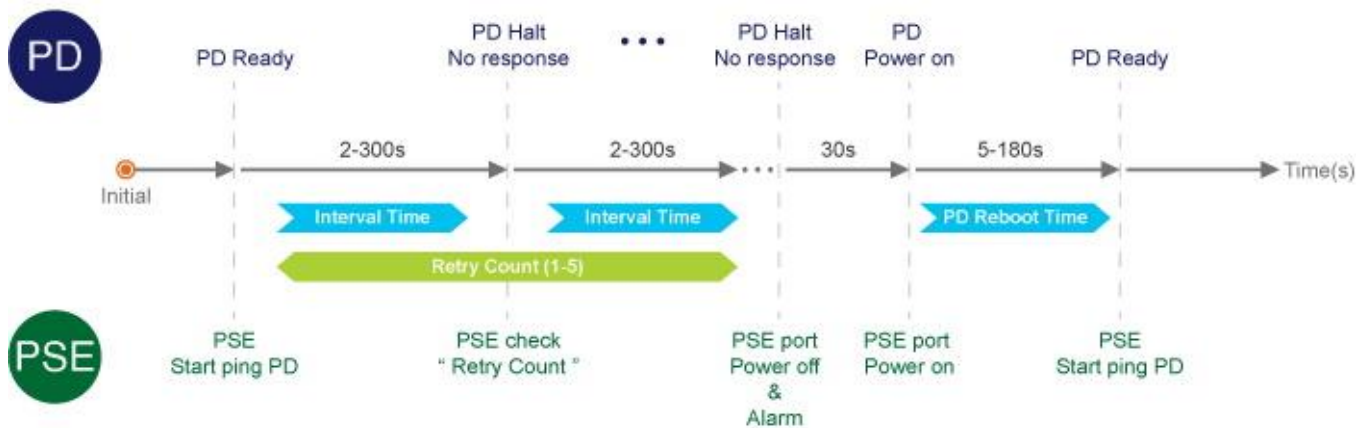 PD
PD Ready
PD Halt
No response
• • •
PD Halt
No response
PD
Power on
PD Ready
2-300s
2-300s
30s
5-180s
Time(s)
Initial
Interval Time
Interval Time
PD Reboot Time
Retry Count (1-5)
PSE
PSE
Start ping PD
PSE check
“ Retry Count ”
PSE port
Power off
&
Alarm
PSE port
Power on
PSE
Start ping PD